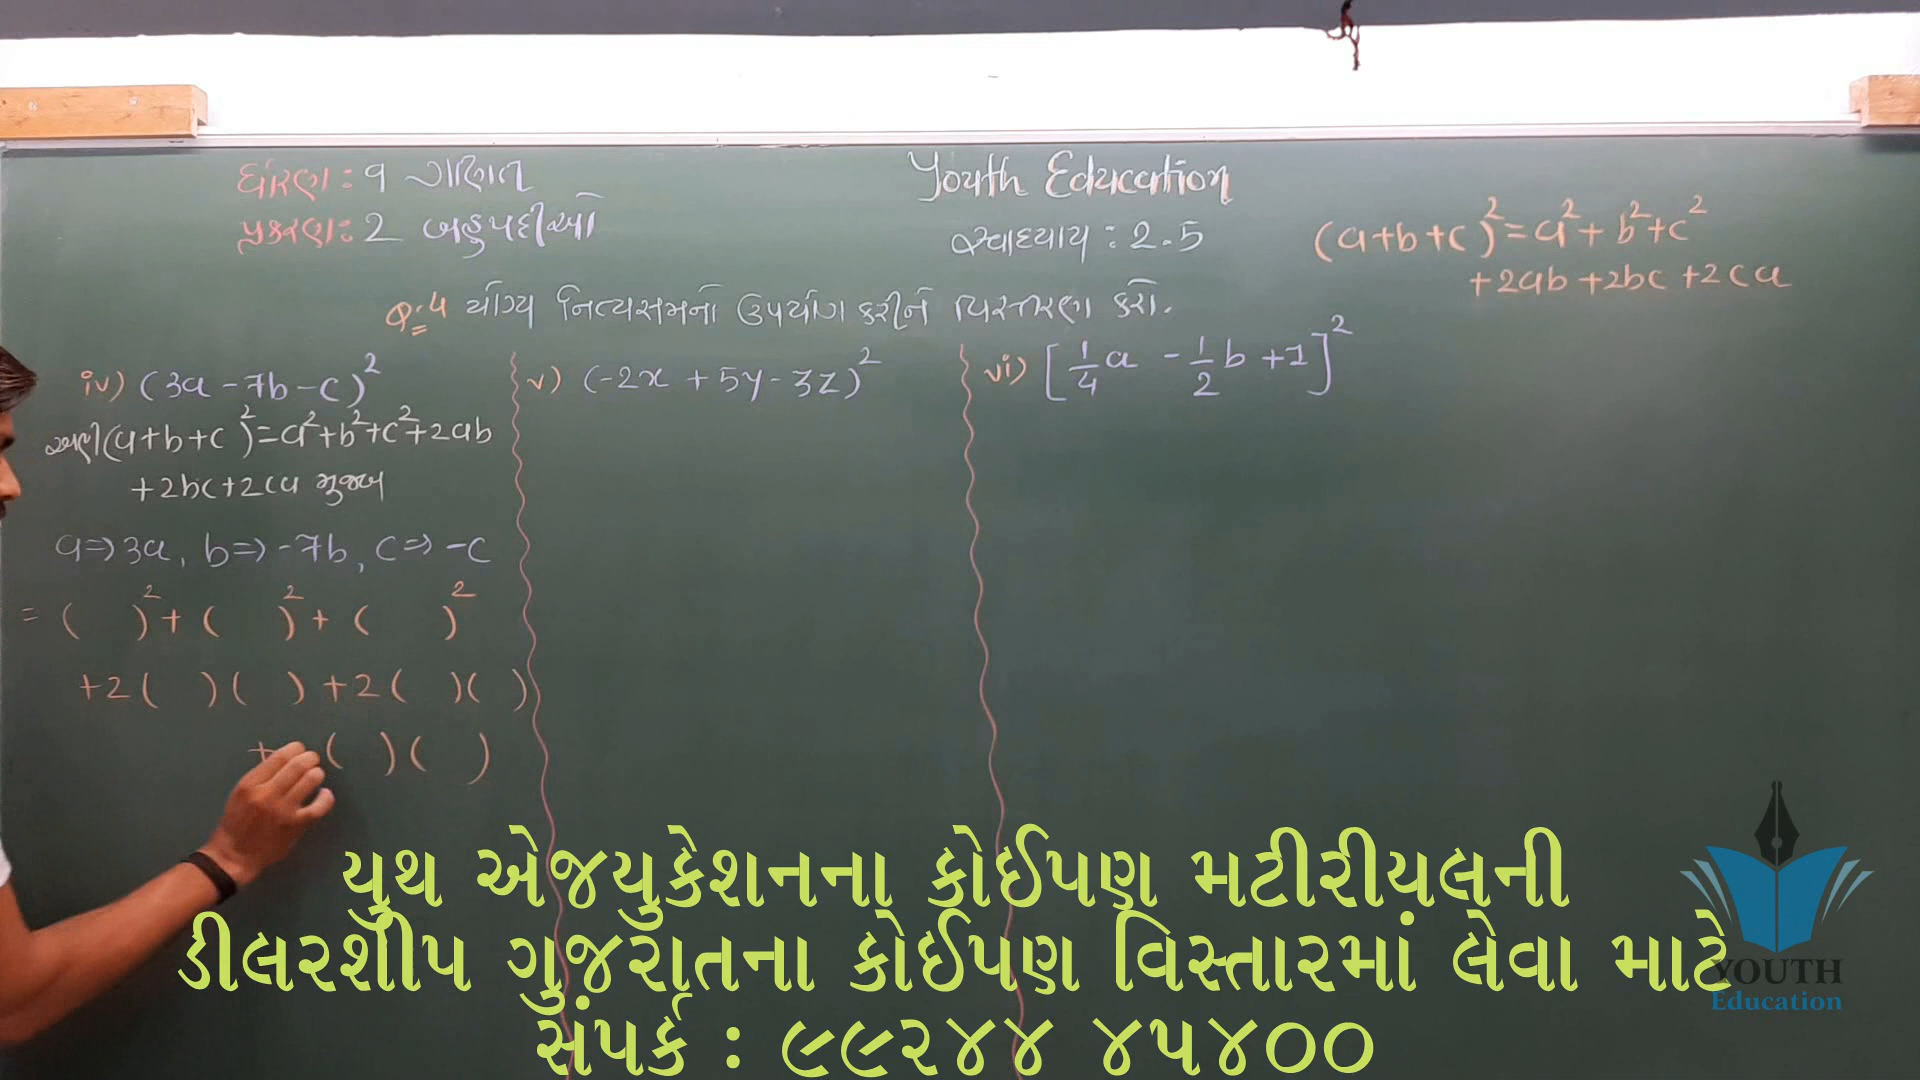 ધોરણ : ૧ ગણિત
પ્રકરણ : 2 બહુપદીઓ
Youth Education
સ્વાધ્યાય : 2.5
(a+b+c)²=a²+b²+c²
+2ab+2bc+2ca
Q:4 યોગ્ય નિત્યસમનો ઉપયોગ કરીને વિસ્તરણ કરો.
iv) (3a-7b-c)²
અહીં (a+b+c)²=a²+b²+c²+2ab
+2bc+2ca મુજબ
a⇒3a, b⇒-7b, c⇒-c
= ( )²+( )²+( )²
+2( )( )+2( )( )
+ ( )( )
v) (-2x+5y-3z)²
vi) [1/4 a - 1/2 b +1]²
યુથ એજયુકેશનના કોઈપણ મટીરીયલની
ડીલરશીપ ગુજરાતના કોઈપણ વિસ્તારમાં લેવા માટે
સંપર્ક : ૯૯૨૪૪ ૪૫૪૦૦
YOUTH
Education